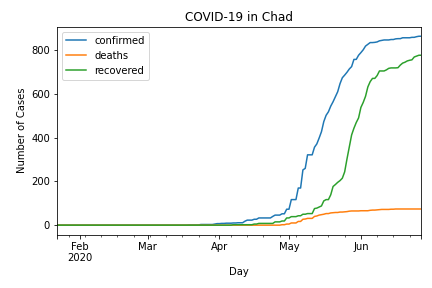 COVID-19 in Chad
confirmed
deaths
recovered
Number of Cases
800
600
400
200
0
Feb
2020
Mar
Apr
May
Jun
Day